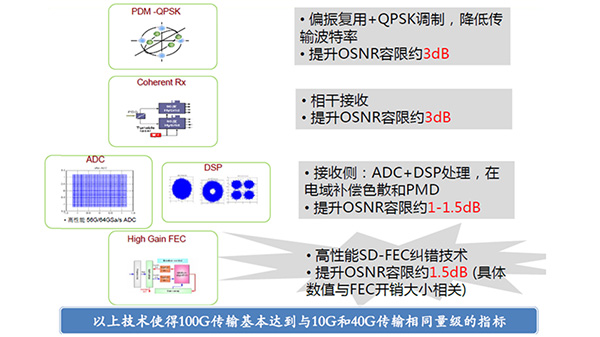 PDM -QPSK
• 偏振复用+QPSK调制，降低传
输波特率
• 提升OSNR容限约3dB
Coherent Rx
• 相干接收
• 提升OSNR容限约3dB
ADC
• 高性能 56G/64GSa/s ADC
DSP
• 接收侧：ADC+DSP处理，在
电域补偿色散和PMD
• 提升OSNR容限约1-1.5dB
High Gain FEC
• 高性能SD-FEC纠错技术
• 提升OSNR容限约1.5dB (具体
数值与FEC开销大小相关)
以上技术使得100G传输基本达到与10G和40G传输相同量级的指标